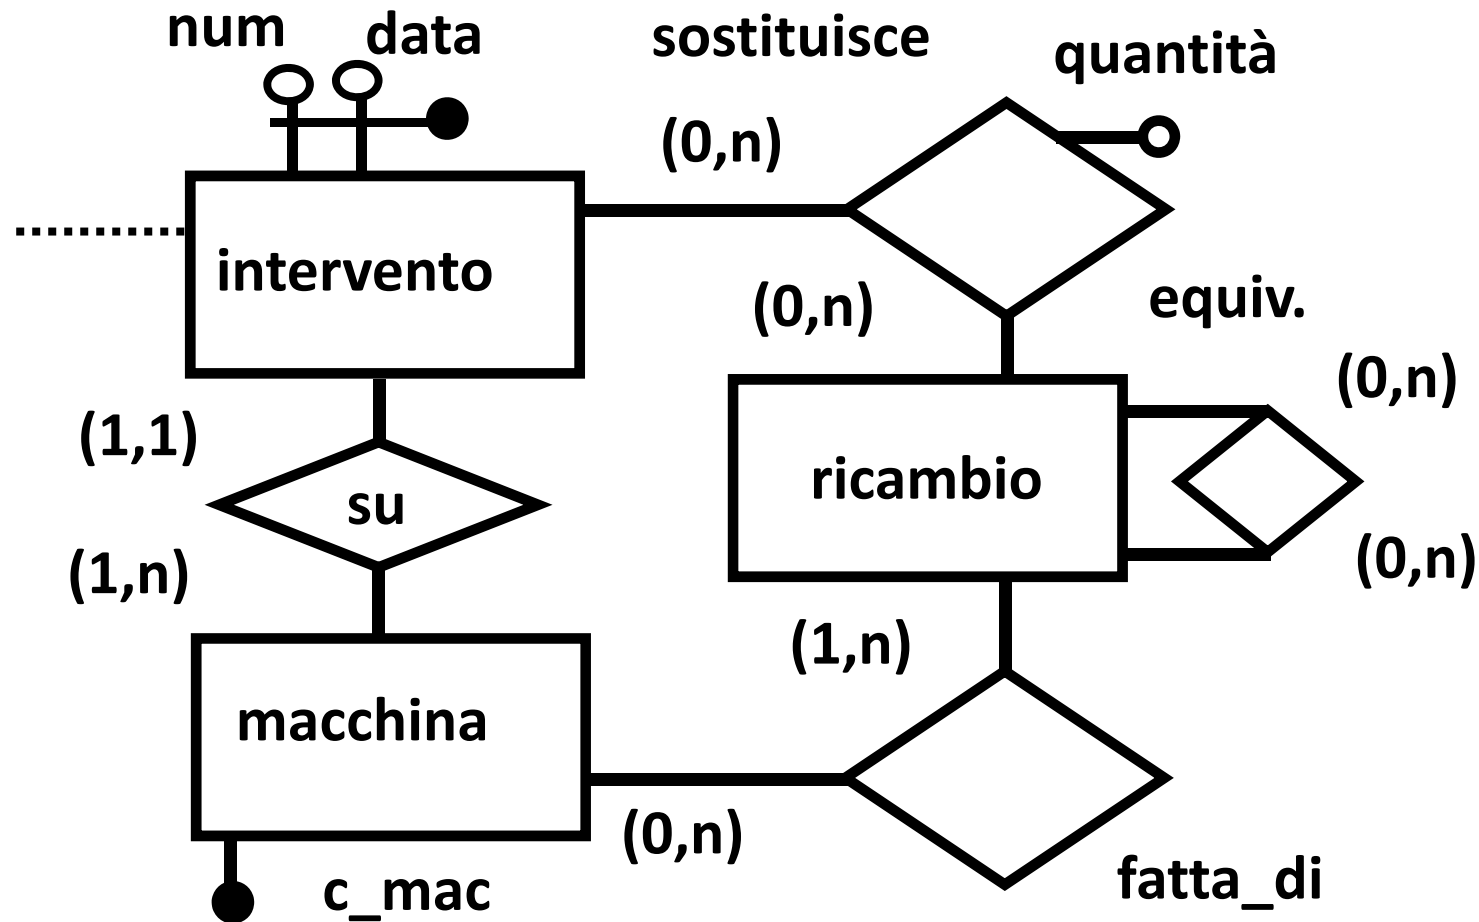 num
data
sostituisce
quantità
(0,n)
intervento
(0,n)
equiv.
(0,n)
(1,1)
ricambio
su
(1,n)
(0,n)
(1,n)
macchina
(0,n)
c_mac
fatta_di